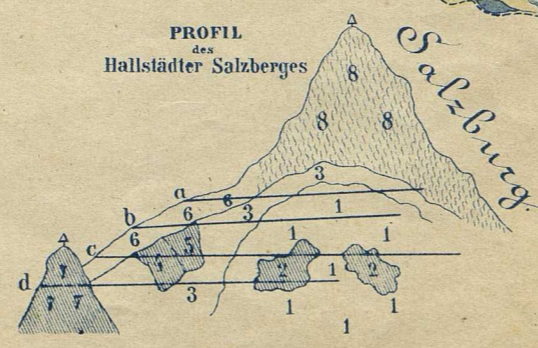 PROFIL
des
Hallstädter Salzberges
Salzburg.
8
8 8
3
a 6 3 1
b 6
6 5 1 1
c
7 4 2 1 2
d
7 7 3 1 1
1